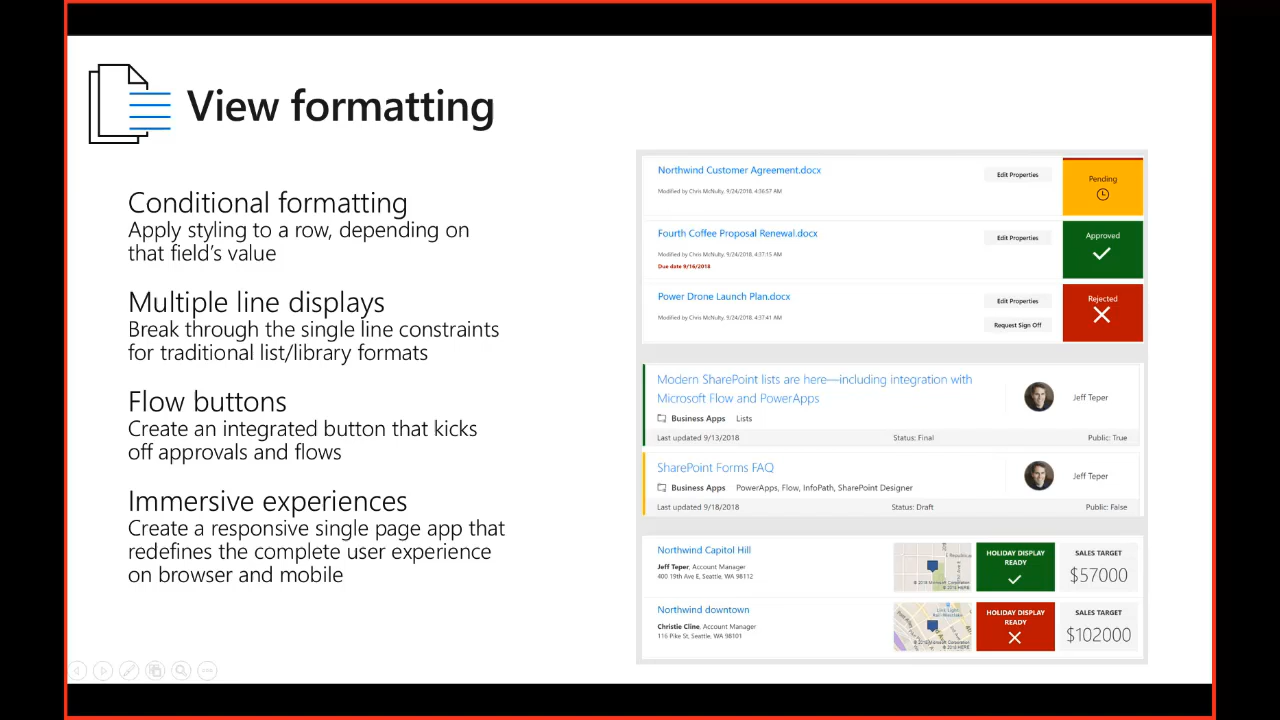 View formatting
Conditional formatting
Apply styling to a row, depending on
that field's value
Multiple line displays
Break through the single line constraints
for traditional list/library formats
Flow buttons
Create an integrated button that kicks
off approvals and flows
Immersive experiences
Create a responsive single page app that
redefines the complete user experience
on browser and mobile
Northwind Customer Agreement.docx
Modified by Chris McNulty, 9/24/2018, 4:36:57 AM
Edit Properties
Pending
Fourth Coffee Proposal Renewal.docx
Modified by Chris McNulty, 9/24/2018, 4:37:15 AM
Due date 9/16/2018
Edit Properties
Approved
Power Drone Launch Plan.docx
Modified by Chris McNulty, 9/24/2018, 4:37:41 AM
Edit Properties
Request Sign Off
Rejected
Modern SharePoint lists are here—including integration with
Microsoft Flow and PowerApps
Business Apps Lists
Jeff Teper
Last updated 9/13/2018 Status: Final Public: True
SharePoint Forms FAQ
Business Apps PowerApps, Flow, InfoPath, SharePoint Designer
Jeff Teper
Last updated 9/18/2018 Status: Draft Public: False
Northwind Capitol Hill
Jeff Teper, Account Manager
400 19th Ave E, Seattle, WA 98112
© 2018 Microsoft Corporation
© 2018 HERE
HOLIDAY DISPLAY
READY
SALES TARGET
$57000
Northwind downtown
Christie Cline, Account Manager
116 Pike St, Seattle, WA 98101
© 2018 Microsoft Corporation
© 2018 HERE
HOLIDAY DISPLAY
READY
SALES TARGET
$102000